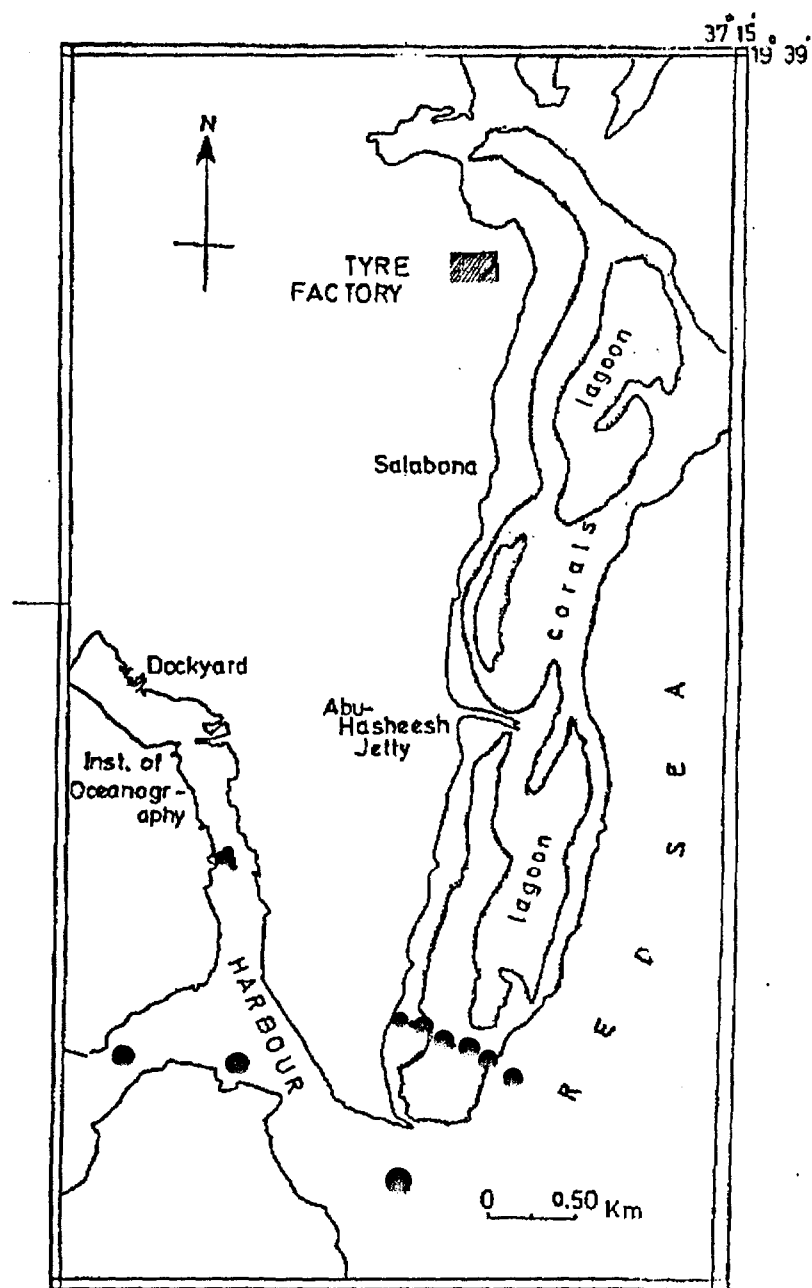 37° 15'
19° 39'
N
TYRE
FACTORY
lagoon
Salabona
corals
Dockyard
Abu-
Hasheesh
Jetty
Inst. of
Oceanogr-
aphy
lagoon
HARBOUR
RED SEA
0 0.50 Km